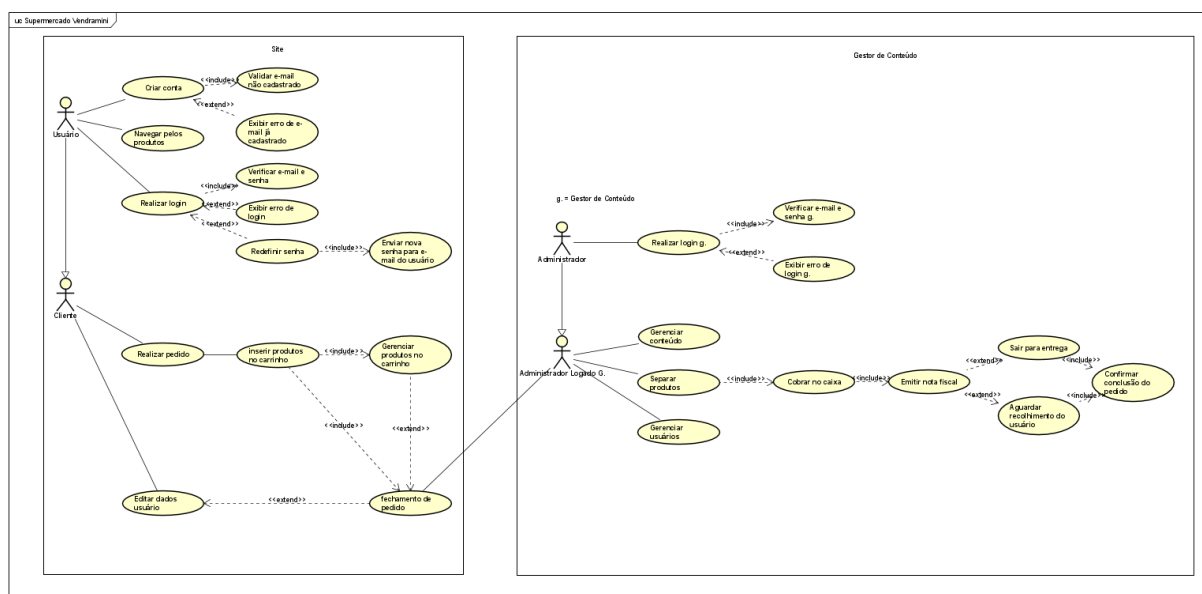 uc Supermercado Vendramini
Site
Criar conta
<<include>>
Validar e-mail
não cadastrado
<<extend>>
Exibir erro de e-
mail já
cadastrado
Usuário
Navegar pelos
produtos
Realizar login
<<include>>
Verificar e-mail e
senha
<<extend>>
Exibir erro de
login
<<extend>>
Redefinir senha
<<include>>
Enviar nova
senha para e-
mail do usuário
Cliente
Realizar pedido
inserir produtos
no carrinho
<<include>>
Gerenciar
produtos no
carrinho
<<include>>
<<extend>>
Editar dados
usuário
<<extend>>
fechamento de
pedido
Gestor de Conteúdo
g. = Gestor de Conteúdo
Administrador
Realizar login g.
<<include>>
Verificar e-mail e
senha g.
<<extend>>
Exibir erro de
login g.
Administrador Logado G.
Gerenciar
conteúdo
Separar
produtos
<<include>>
Cobrar no caixa
<<include>>
Emitir nota fiscal
<<extend>>
Sair para entrega
<<include>>
<<extend>>
Aguardar
recolhimento do
usuário
<<include>>
Confirmar
conclusão do
pedido
Gerenciar
usuários